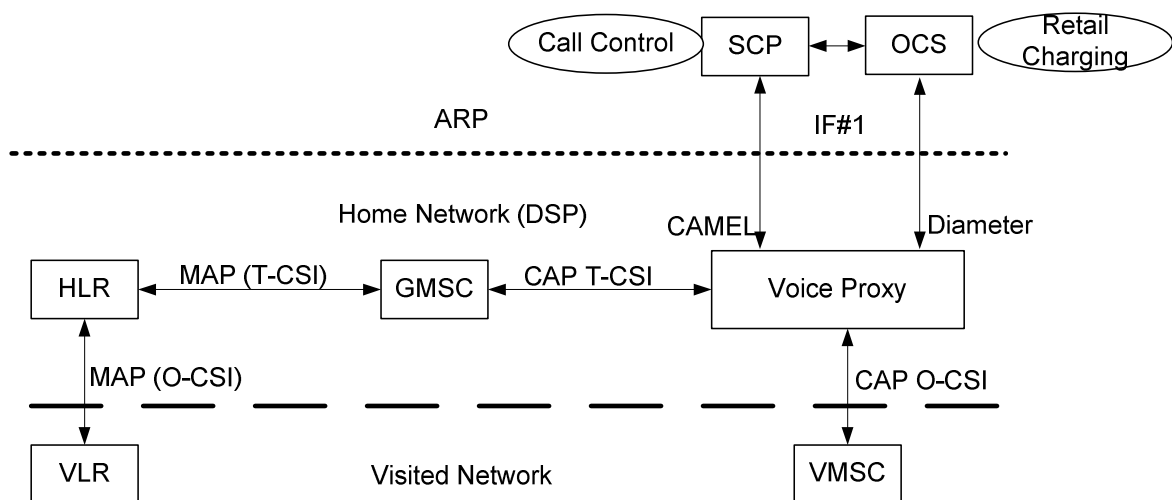 Call Control
SCP
OCS
Retail
Charging
ARP
IF#1
Home Network (DSP)
CAMEL
Diameter
HLR
MAP (T-CSI)
GMSC
CAP T-CSI
Voice Proxy
MAP (O-CSI)
CAP O-CSI
VLR
Visited Network
VMSC